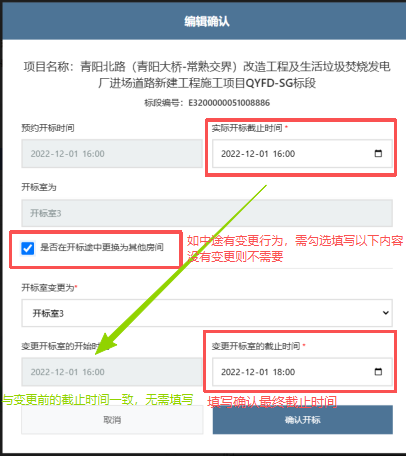 编辑确认
项目名称：青阳北路（青阳大桥-常熟交界）改造工程及生活垃圾焚烧发电
厂进场道路新建工程施工项目QYFD-SG标段
标段编号：E3200000051008886
预约开标时间
实际开标截止时间 *
2022-12-01 16:00
2022-12-01 16:00
开标室为
开标室3
是否在开标途中更换为其他房间
如中途有变更行为，需勾选填写以下内容
没有变更则不需要
开标室变更为*
开标室3
变更开标室的开始时
变更开标室的截止时间 *
2022-12-01 16:00
2022-12-01 18:00
与变更前的截止时间一致，无需填写
填写确认最终截止时间
取消
确认开标